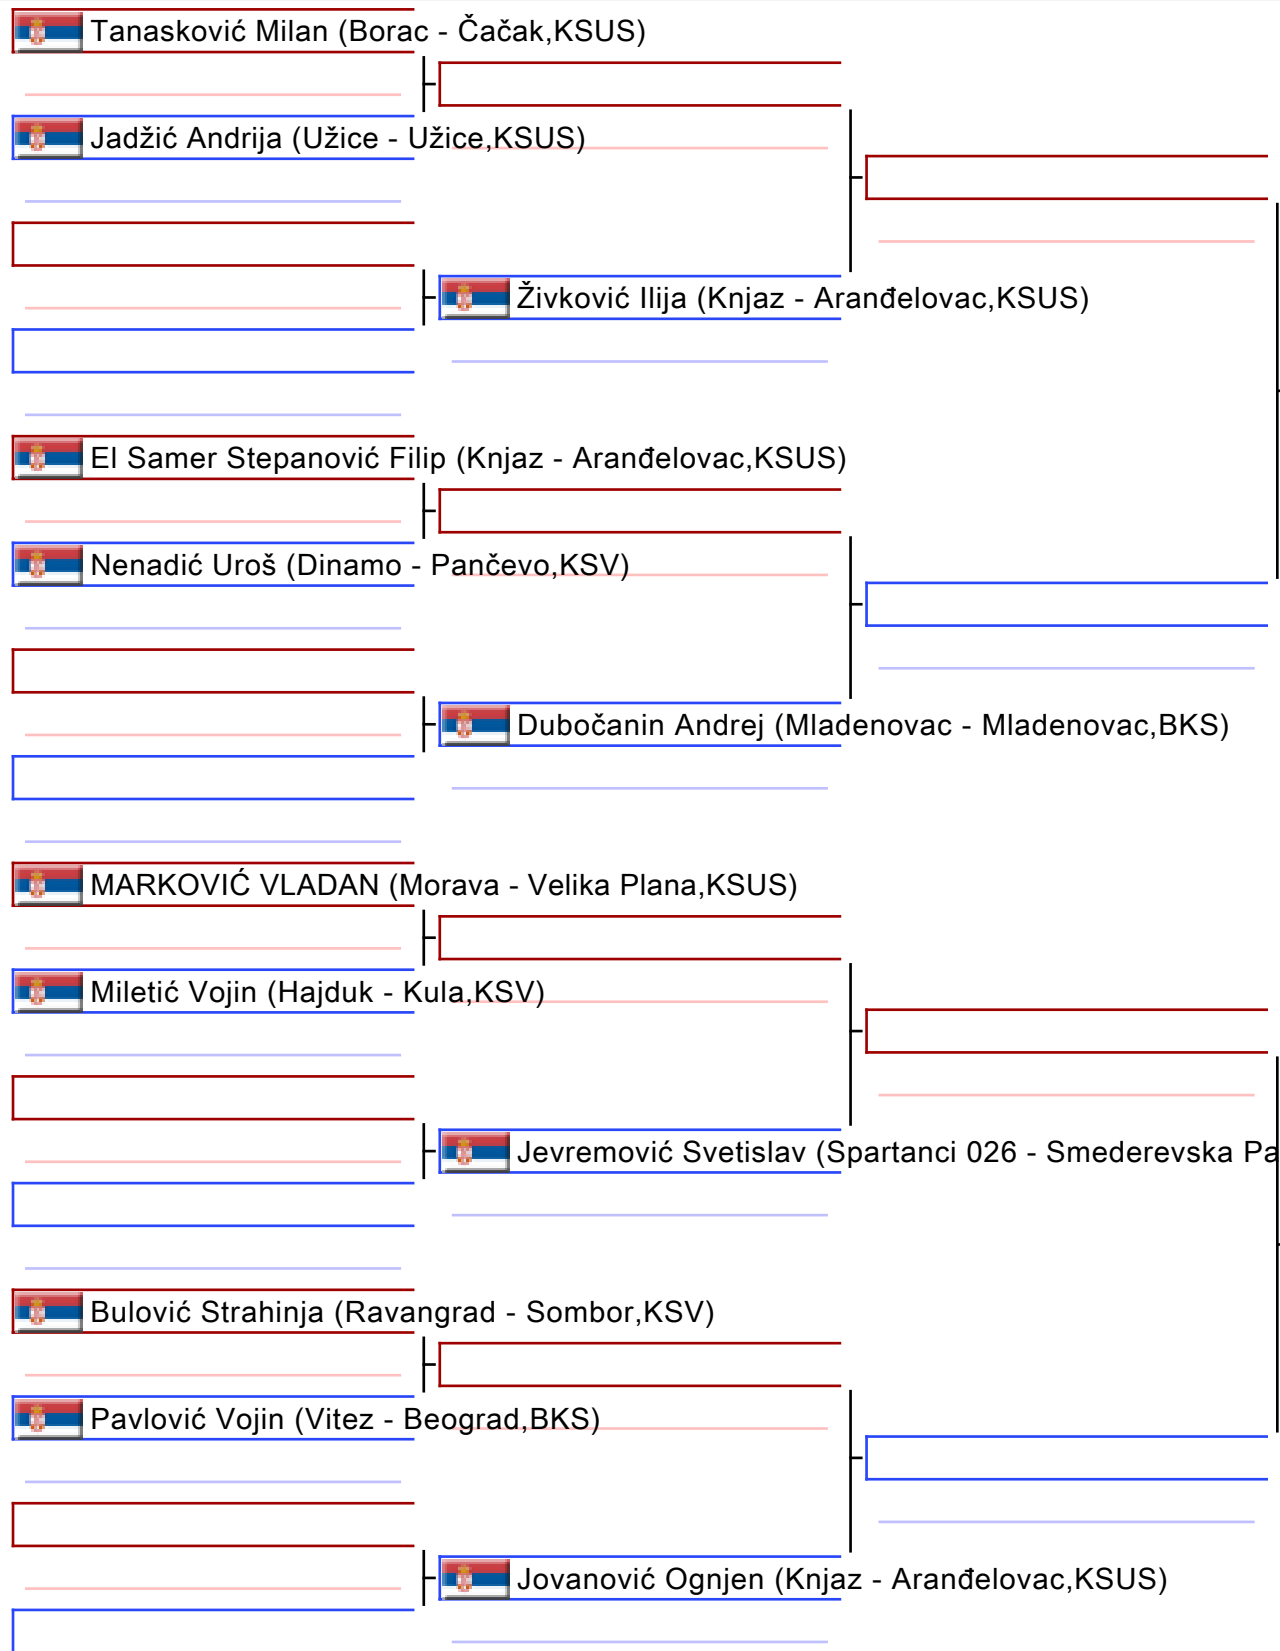 Tanasković Milan (Borac - Čačak,KSUS)
Jadžić Andrija (Užice - Užice,KSUS)
Živković Ilija (Knjaz - Aranđelovac,KSUS)
El Samer Stepanović Filip (Knjaz - Aranđelovac,KSUS)
Nenadić Uroš (Dinamo - Pančevo,KSV)
Dubočanin Andrej (Mladenovac - Mladenovac,BKS)
MARKOVIĆ VLADAN (Morava - Velika Plana,KSUS)
Miletić Vojin (Hajduk - Kula,KSV)
Jevremović Svetislav (Spartanci 026 - Smederevska Pa
Bulović Strahinja (Ravangrad - Sombor,KSV)
Pavlović Vojin (Vitez - Beograd,BKS)
Jovanović Ognjen (Knjaz - Aranđelovac,KSUS)